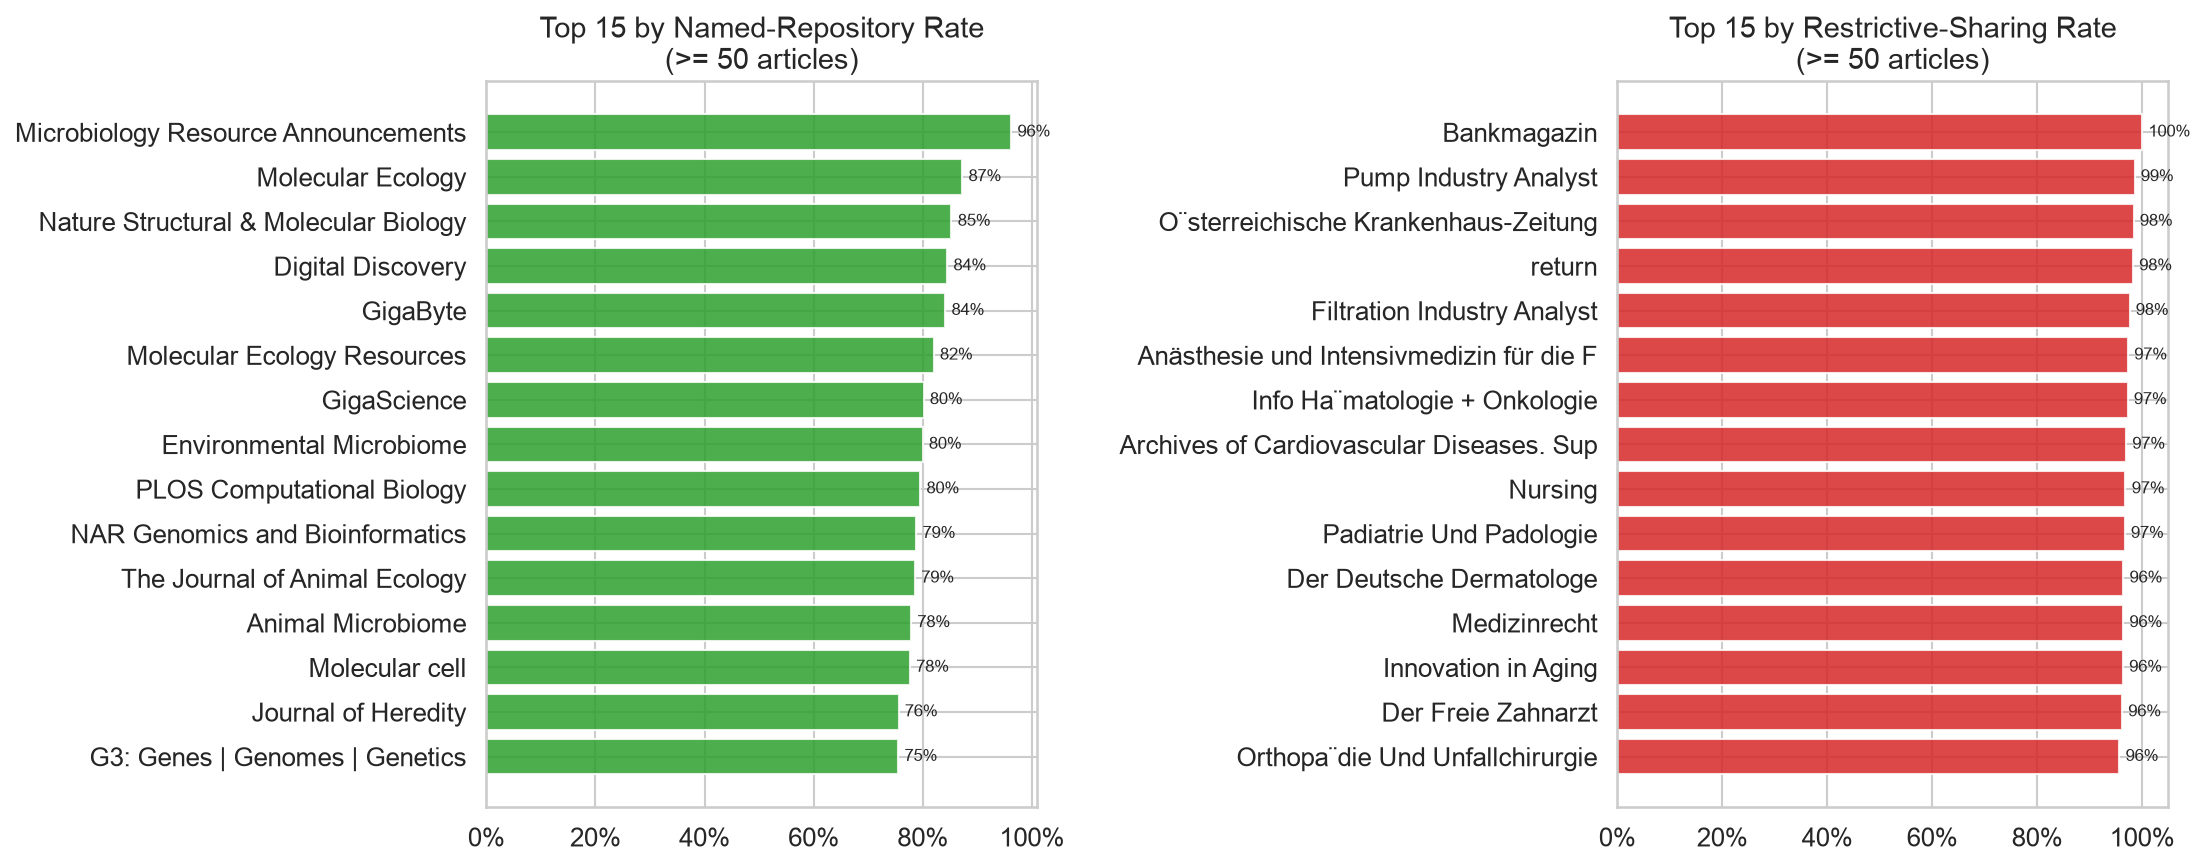 Top 15 by Named-Repository Rate
(>= 50 articles)
Microbiology Resource Announcements 96%
Molecular Ecology 87%
Nature Structural & Molecular Biology 85%
Digital Discovery 84%
GigaByte 84%
Molecular Ecology Resources 82%
GigaScience 80%
Environmental Microbiome 80%
PLOS Computational Biology 80%
NAR Genomics and Bioinformatics 79%
The Journal of Animal Ecology 79%
Animal Microbiome 78%
Molecular cell 78%
Journal of Heredity 76%
G3: Genes | Genomes | Genetics 75%
0% 20% 40% 60% 80% 100%
Top 15 by Restrictive-Sharing Rate
(>= 50 articles)
Bankmagazin 100%
Pump Industry Analyst 99%
O¨sterreichische Krankenhaus-Zeitung 98%
return 98%
Filtration Industry Analyst 98%
Anästhesie und Intensivmedizin für die F 97%
Info Ha¨matologie + Onkologie 97%
Archives of Cardiovascular Diseases. Sup 97%
Nursing 97%
Padiatrie Und Padologie 97%
Der Deutsche Dermatologe 96%
Medizinrecht 96%
Innovation in Aging 96%
Der Freie Zahnarzt 96%
Orthopa¨die Und Unfallchirurgie 96%
0% 20% 40% 60% 80% 100%